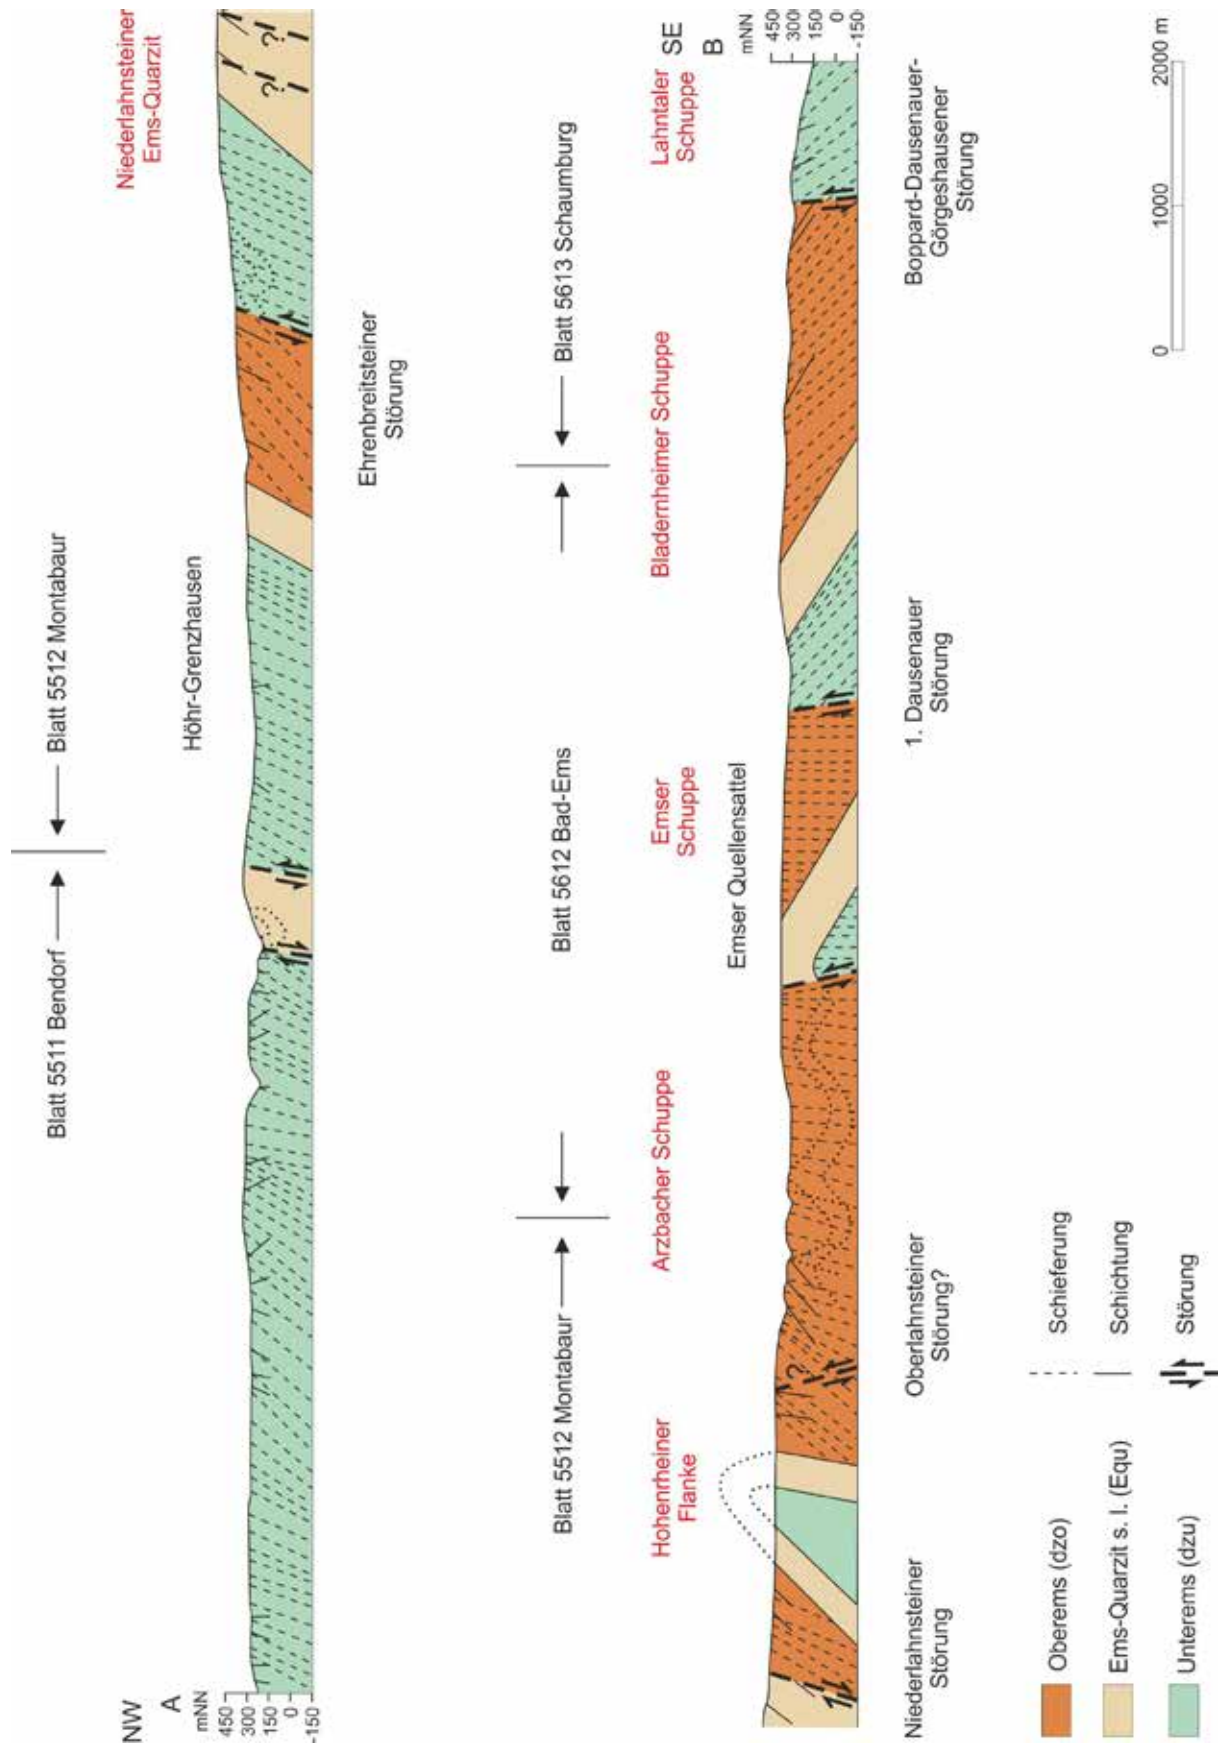 Blatt 5511 Bendorf
Blatt 5512 Montabaur
NW
A
mNN
450
300
150
0
-150
Höhr-Grenzhausen
Niederlahnsteiner
Ems-Quarzit
?
?
Ehrenbreitsteiner
Störung
Blatt 5512 Montabaur
Blatt 5612 Bad-Ems
Blatt 5613 Schaumburg
Hohenrheiner
Flanke
Arzbacher Schuppe
Emser
Schuppe
Bladernheimer Schuppe
Lahntaler
Schuppe
SE
B
mNN
450
300
150
0
-150
Emser Quellensattel
?
Niederlahnsteiner
Störung
Oberlahnsteiner
Störung?
1. Dausenauer
Störung
Boppard-Dausenauer-
Görgeshausener
Störung
Oberems (dzo)
Ems-Quarzit s. l. (Equ)
Unterems (dzu)
Schieferung
Schichtung
Störung
0
1000
2000 m